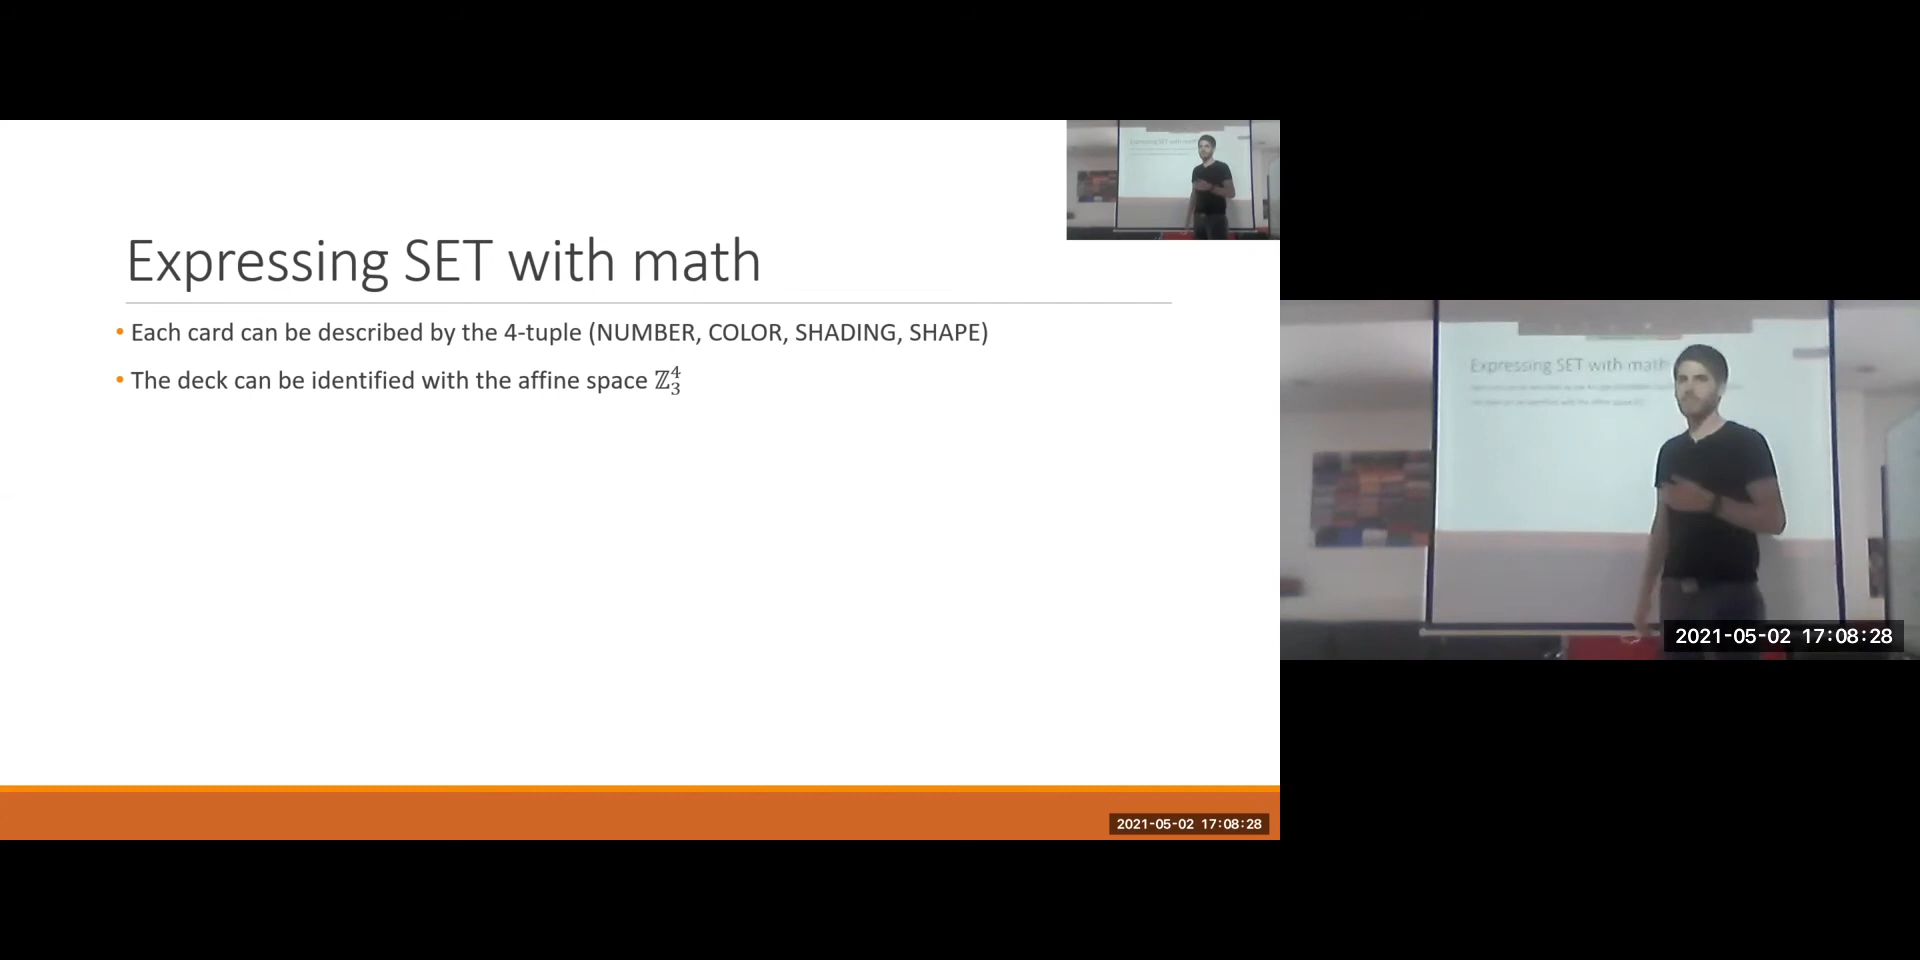 Expressing SET with math
• Each card can be described by the 4-tuple (NUMBER, COLOR, SHADING, SHAPE)
• The deck can be identified with the affine space ℤ₃⁴
2021-05-02 17:08:28
Expressing SET with math
2021-05-02 17:08:28